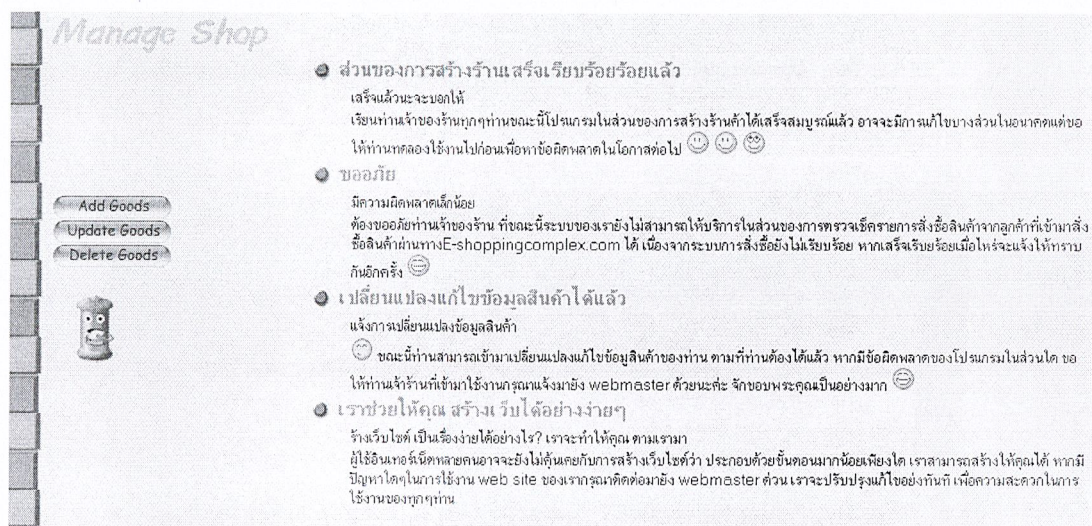 Manage Shop
ส่วนของการสร้างร้านเสร็จเรียบร้อยร้อยแล้ว
เสร็จแล้วนะจะบอกให้
เรียนท่านเจ้าของร้านทุกๆท่านขณะนี้โปรแกรมในส่วนของการสร้างร้านค้าได้เสร็จสมบูรณ์แล้ว อาจจะมีการแก้ไขบางส่วนในอนาคตแต่ขอ
ให้ท่านทดลองใช้งานไปก่อนเพื่อหาข้อผิดพลาดในโอกาสต่อไป
ขออภัย
มีความผิดพลาดเล็กน้อย
ต้องขออภัยท่านเจ้าของร้าน ที่ขณะนี้ระบบของเรายังไม่สามารถให้บริการในส่วนของการตรวจเช็ครายการสั่งซื้อสินค้าจากลูกค้าที่เข้ามาสั่ง
ซื้อสินค้าผ่านทางE-shoppingcomplex.com ได้ เนื่องจากระบบการสั่งซื้อยังไม่เรียบร้อย หากเสร็จเรียบร้อยเมื่อไหร่จะแจ้งให้ทราบ
กันอีกครั้ง
Add Goods
Update Goods
Delete Goods
เปลี่ยนแปลงแก้ไขข้อมูลสินค้าได้แล้ว
แจ้งการเปลี่ยนแปลงข้อมูลสินค้า
ขณะนี้ท่านสามารถเข้ามาเปลี่ยนแปลงแก้ไขข้อมูสินค้าของท่าน ตามที่ท่านต้องได้แล้ว หากมีข้อผิดพลาดของโปรแกรมในส่วนใด ขอ
ให้ท่านเจ้าร้านที่เข้ามาใช้งานกรุณาแจ้งมายัง webmaster ด้วยนะค่ะ จักขอบพระคุณเป็นอย่างมาก
เราช่วยให้คุณ สร้างเว็บได้อย่างง่ายๆ
ร้างเว็บไซต์ เป็นเรื่องง่ายได้อย่างไร? เราจะทำให้คุณ ตามเรามา
ผู้ใช้อินเทอร์เน็ตหลายคนอาจจะยังไม่คุ้นเคยกับการสร้างเว็บไซต์ว่า ประกอบด้วยขั้นตอนมากน้อยเพียงใด เราสามารถสร้างให้คุณได้ หากมี
ปัญหาใดๆในการใช้งาน web site ของเรากรุณาติดต่อมายัง webmaster ด่วน เราจะปรับปรุงแก้ไขอย่งทันที เพื่อความสะดวกในการ
ใช้งานของทุกๆท่าน